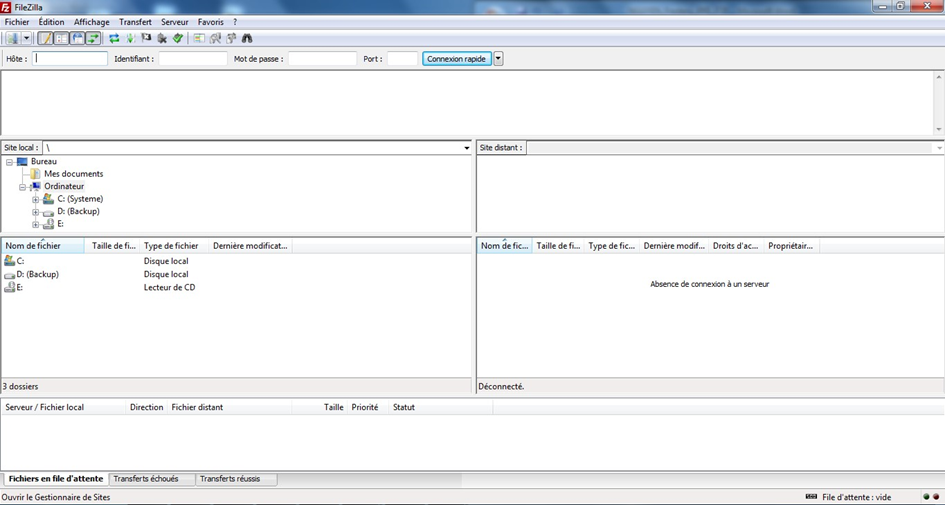 FileZilla
Fichier Édition Affichage Transfert Serveur Favoris ?
Hôte : Identifiant : Mot de passe : Port : Connexion rapide
Site local : \ Site distant :
Bureau
Mes documents
Ordinateur
C: (Systeme)
D: (Backup)
E:
Nom de fichier Taille de fi... Type de fichier Dernière modificat... Nom de fic... Taille de fi... Type de fic... Dernière modif... Droits d'ac... Propriétair...
C: Disque local
D: (Backup) Disque local
E: Lecteur de CD
Absence de connexion à un serveur
3 dossiers Déconnecté.
Serveur / Fichier local Direction Fichier distant Taille Priorité Statut
Fichiers en file d'attente Transferts échoués Transferts réussis
Ouvrir le Gestionnaire de Sites File d'attente : vide